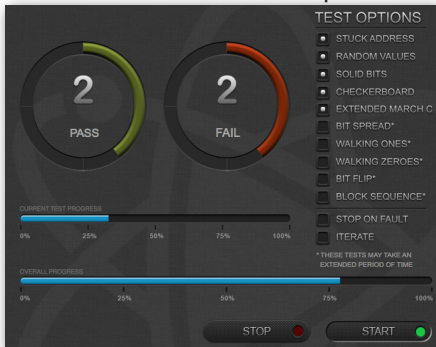 TEST OPTIONS
STUCK ADDRESS
RANDOM VALUES
SOLID BITS
CHECKERBOARD
EXTENDED MARCH C
BIT SPREAD*
WALKING ONES*
WALKING ZEROES*
BIT FLIP*
BLOCK SEQUENCE*
STOP ON FAULT
ITERATE
* THESE TESTS MAY TAKE AN
EXTENDED PERIOD OF TIME
2
PASS
2
FAIL
CURRENT TEST PROGRESS
0% 25% 50% 75% 100%
OVERALL PROGRESS
0% 25% 50% 75% 100%
STOP
START